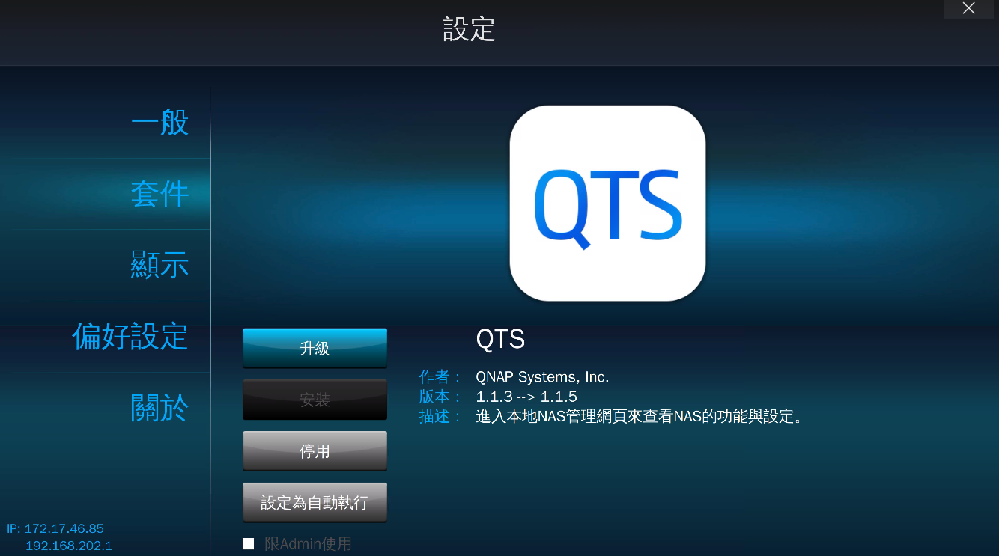 設定
一般
套件
顯示
偏好設定
關於
IP: 172.17.46.85
192.168.202.1
QTS
升級
安裝
停用
設定為自動執行
限Admin使用
QTS
作者： QNAP Systems, Inc.
版本： 1.1.3 --> 1.1.5
描述： 進入本地NAS管理網頁來查看NAS的功能與設定。